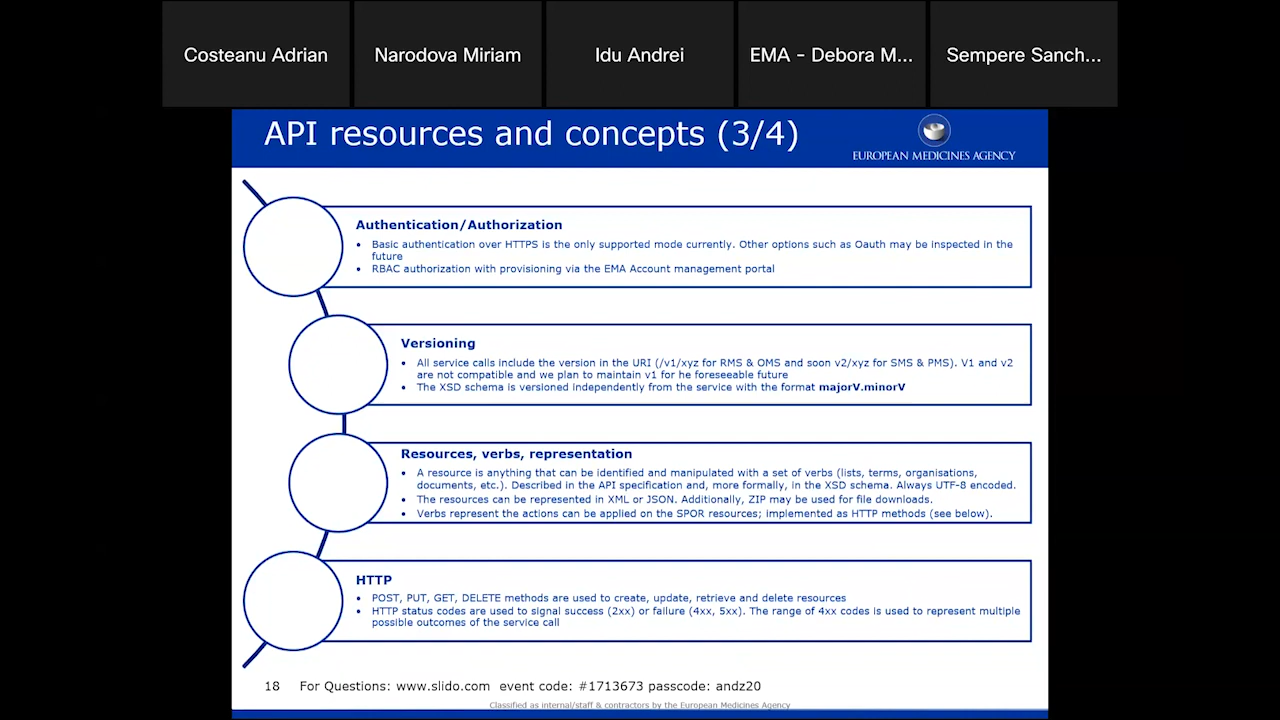 Costeanu Adrian
Narodova Miriam
Idu Andrei
EMA - Debora M...
Sempere Sanch...
API resources and concepts (3/4)
EUROPEAN MEDICINES AGENCY
Authentication/Authorization
• Basic authentication over HTTPS is the only supported mode currently. Other options such as Oauth may be inspected in the
future
• RBAC authorization with provisioning via the EMA Account management portal
Versioning
• All service calls include the version in the URI (/v1/xyz for RMS & OMS and soon v2/xyz for SMS & PMS). V1 and v2
are not compatible and we plan to maintain v1 for he foreseeable future
• The XSD schema is versioned independently from the service with the format majorV.minorV
Resources, verbs, representation
• A resource is anything that can be identified and manipulated with a set of verbs (lists, terms, organisations,
documents, etc.). Described in the API specification and, more formally, in the XSD schema. Always UTF-8 encoded.
• The resources can be represented in XML or JSON. Additionally, ZIP may be used for file downloads.
• Verbs represent the actions can be applied on the SPOR resources; implemented as HTTP methods (see below).
HTTP
• POST, PUT, GET, DELETE methods are used to create, update, retrieve and delete resources
• HTTP status codes are used to signal success (2xx) or failure (4xx, 5xx). The range of 4xx codes is used to represent multiple
possible outcomes of the service call
18 For Questions: www.slido.com event code: #1713673 passcode: andz20
Classified as internal/staff & contractors by the European Medicines Agency